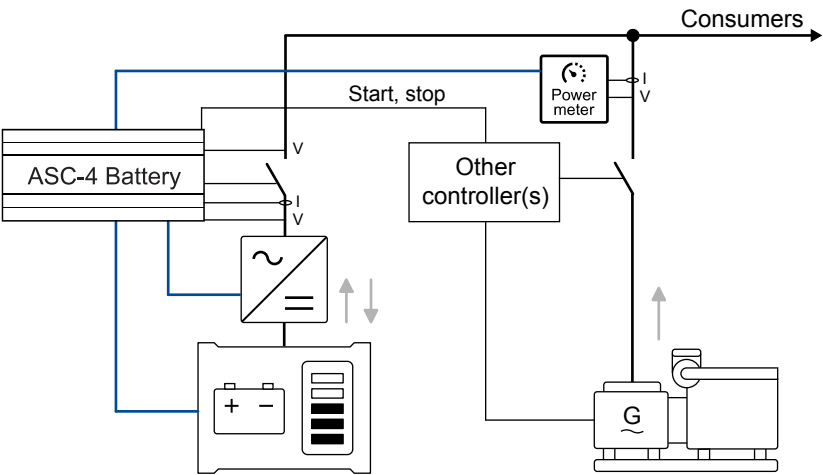 Consumers
I
V
Power
meter
Start, stop
V
ASC-4 Battery
Other
controller(s)
I
V
+ −
G